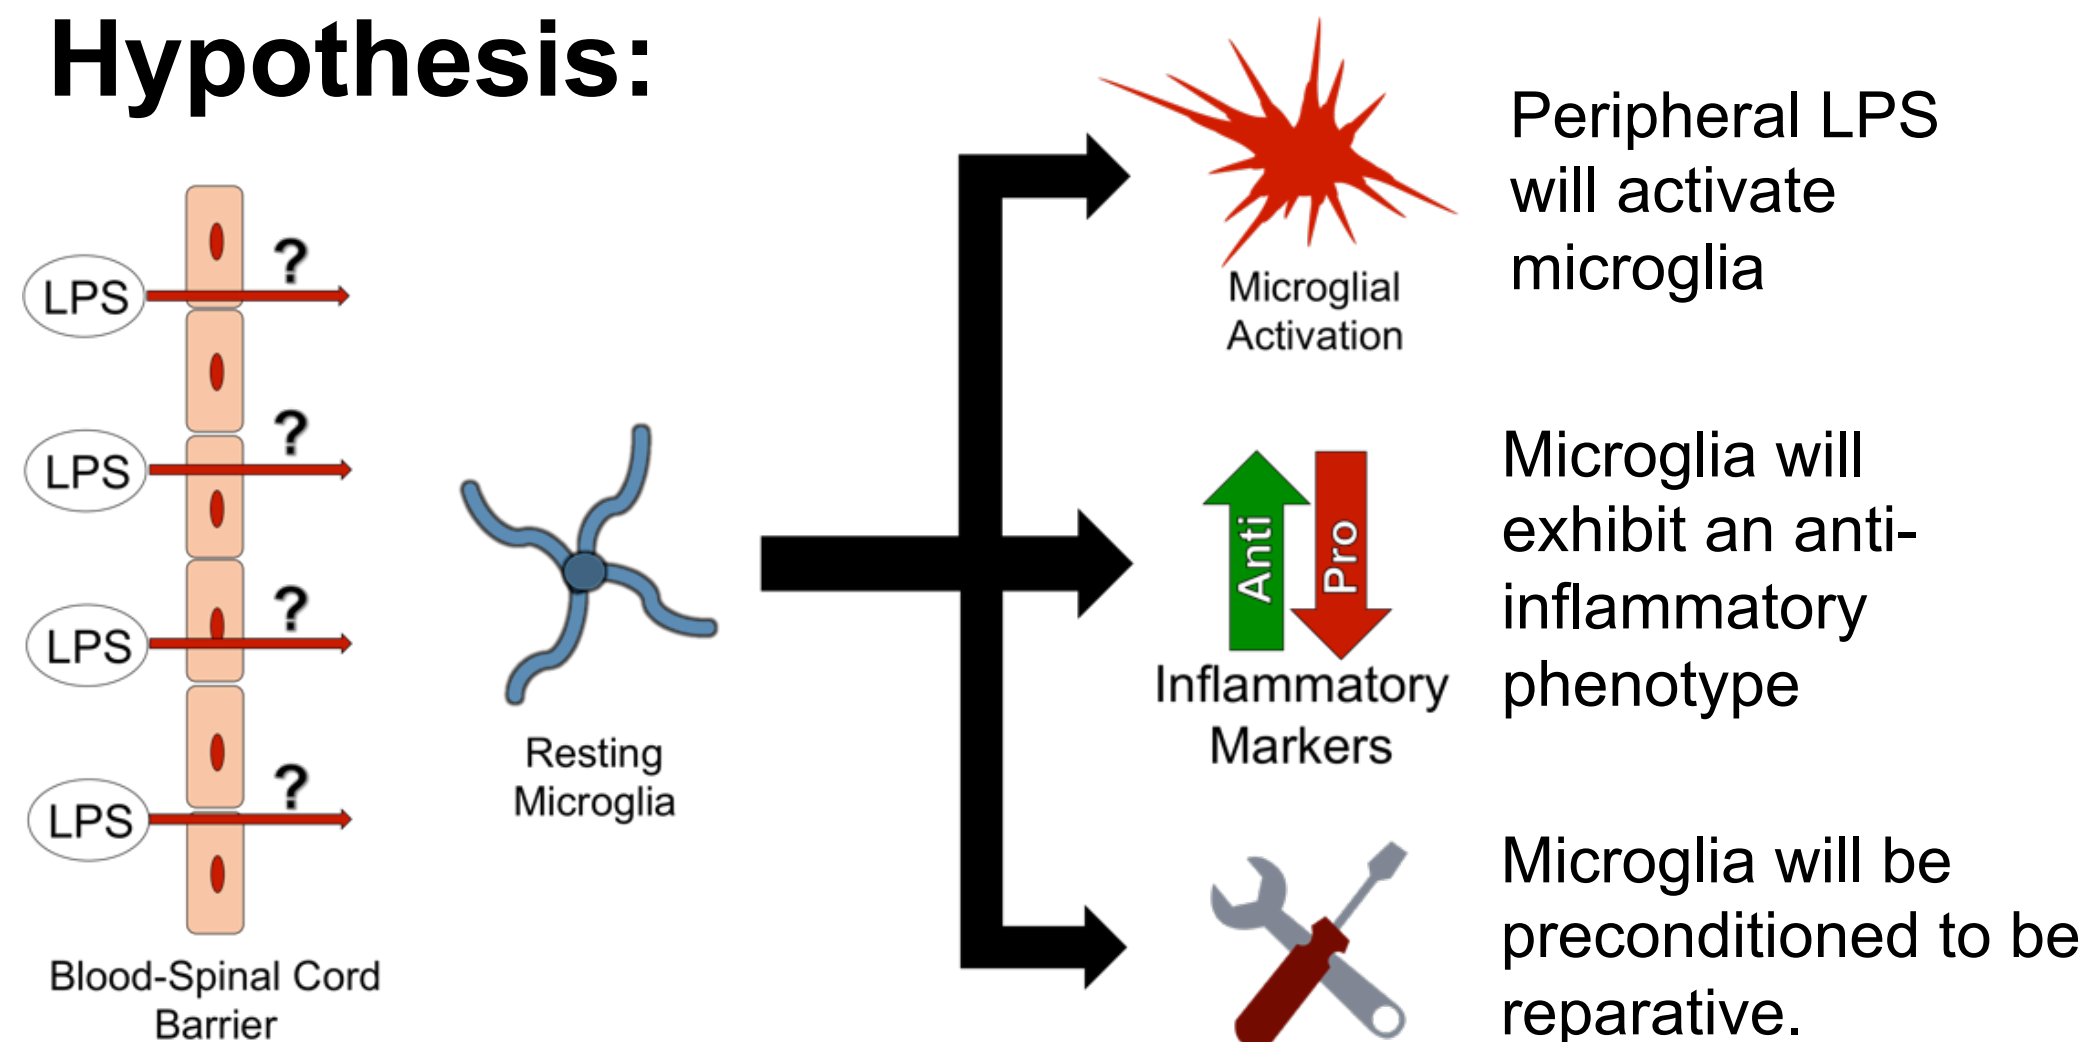 Hypothesis:
LPS
?
LPS
?
LPS
?
LPS
?
Blood-Spinal Cord
Barrier
Resting
Microglia
Microglial
Activation
Peripheral LPS
will activate
microglia
Anti
Pro
Inflammatory
Markers
Microglia will
exhibit an anti-
inflammatory
phenotype
Microglia will be
preconditioned to be
reparative.